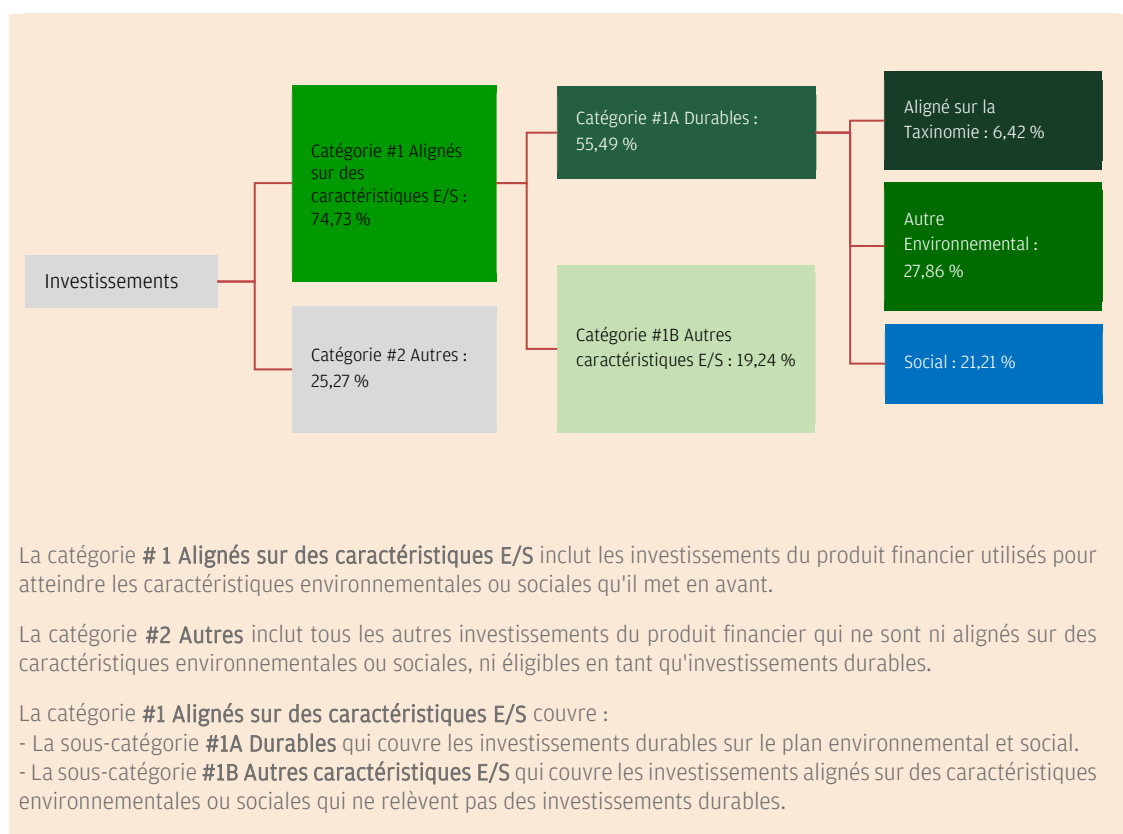 Investissements
Catégorie #1 Alignés
sur des
caractéristiques E/S :
74,73 %
Catégorie #2 Autres :
25,27 %
Catégorie #1A Durables :
55,49 %
Catégorie #1B Autres
caractéristiques E/S : 19,24 %
Aligné sur la
Taxinomie : 6,42 %
Autre
Environnemental :
27,86 %
Social : 21,21 %
La catégorie # 1 Alignés sur des caractéristiques E/S inclut les investissements du produit financier utilisés pour
atteindre les caractéristiques environnementales ou sociales qu'il met en avant.
La catégorie #2 Autres inclut tous les autres investissements du produit financier qui ne sont ni alignés sur des
caractéristiques environnementales ou sociales, ni éligibles en tant qu'investissements durables.
La catégorie #1 Alignés sur des caractéristiques E/S couvre :
- La sous-catégorie #1A Durables qui couvre les investissements durables sur le plan environnemental et social.
- La sous-catégorie #1B Autres caractéristiques E/S qui couvre les investissements alignés sur des caractéristiques
environnementales ou sociales qui ne relèvent pas des investissements durables.